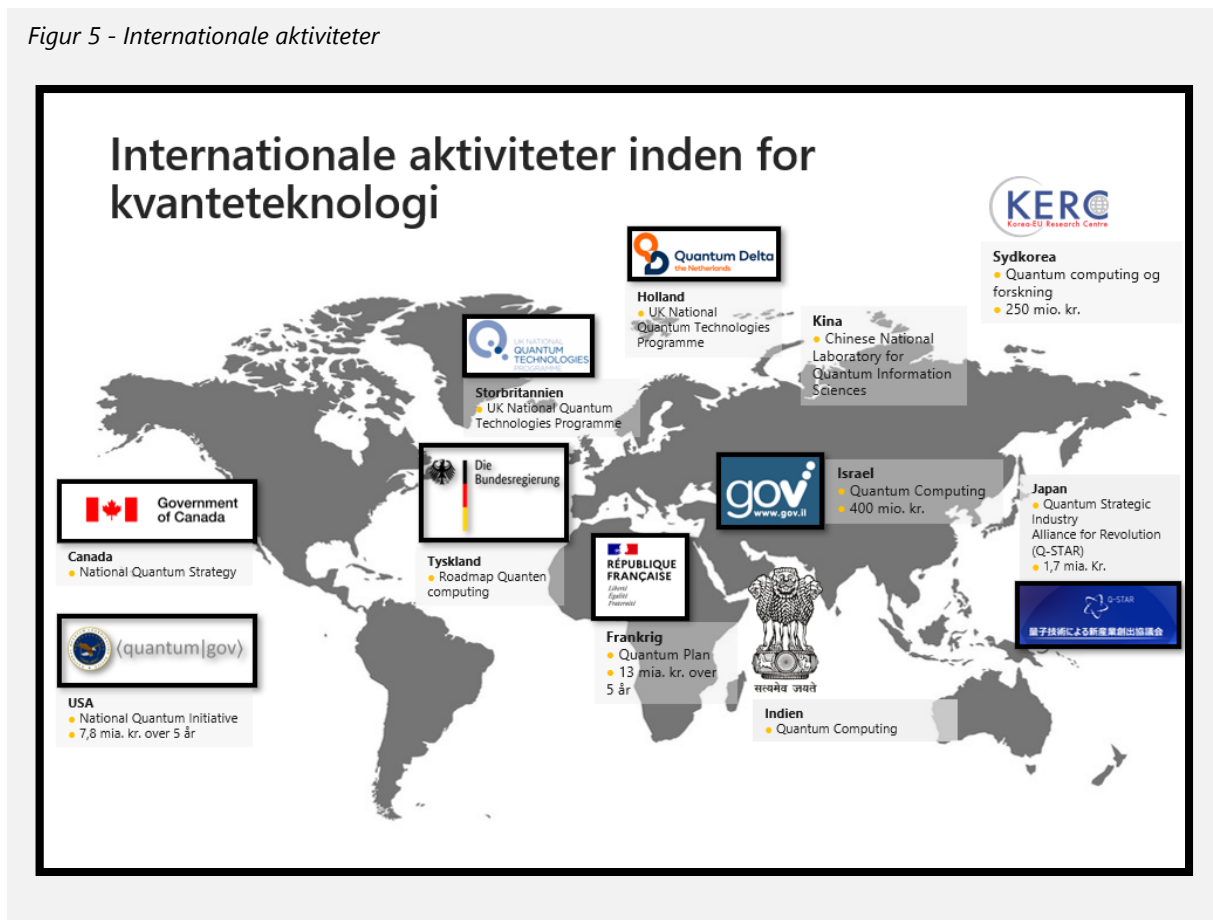 Figur 5 - Internationale aktiviteter
Internationale aktiviteter inden for
kvanteteknologi
KERC
Korea-EU Research Centre
Sydkorea
● Quantum computing og
forskning
● 250 mio. kr.
Quantum Delta
the Netherlands
Holland
● UK National
Quantum Technologies
Programme
Kina
● Chinese National
Laboratory for
Quantum Information
Sciences
UK NATIONAL
QUANTUM
TECHNOLOGIES
PROGRAMME
Storbritannien
● UK National Quantum
Technologies Programme
Die
Bundesregierung
Tyskland
● Roadmap Quanten
computing
gov
www.gov.il
Israel
● Quantum Computing
● 400 mio. kr.
Japan
● Quantum Strategic
Industry
Alliance for Revolution
(Q-STAR)
● 1,7 mia. Kr.
Q-STAR
量子技術による新産業創出協議会
Government
of Canada
Canada
● National Quantum Strategy
RÉPUBLIQUE
FRANÇAISE
Liberté
Égalité
Fraternité
Frankrig
● Quantum Plan
● 13 mia. kr. over
5 år
सत्यमेव जयते
Indien
● Quantum Computing
⟨quantum|gov⟩
USA
● National Quantum Initiative
● 7,8 mia. kr. over 5 år